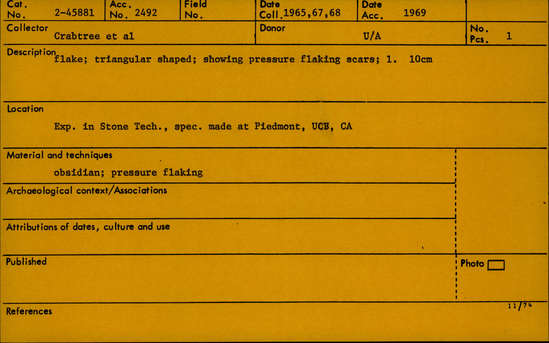 Cat. No. 2-45881 Acc. No. 2492 Field No. Date Coll. 1965,67,68 Date Acc. 1969
Collector Crabtree et al Donor U/A No. Pcs. 1
Description flake; triangular shaped; showing pressure flaking scars; l. 10cm
Location
Exp. in Stone Tech., spec. made at Piedmont, UCB, CA
Material and techniques
obsidian; pressure flaking
Archaeological context/Associations
Attributions of dates, culture and use
Published Photo
References 11/74